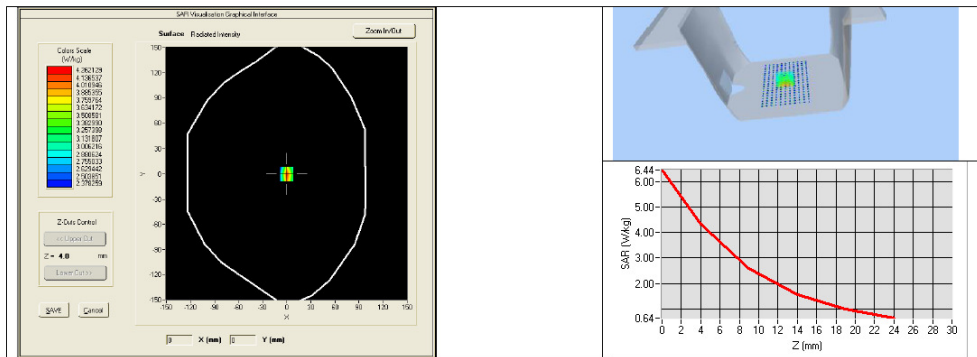 SAR Visualisation Graphical Interface
Surface Radiated Intensity
Zoom In/Out
Colors Scale
(W/kg)
4.262129
4.136537
4.010946
3.885355
3.759764
3.634172
3.508581
3.382990
3.257399
3.131807
3.006216
2.880624
2.755033
2.629442
2.503851
2.378259
Z-Cuts Control
<< Upper Cut
Z = 4.0 mm
SAVE Cancel
150
120
90
60
30
0
-30
-60
-90
-120
-150
Y
-150 -120 -90 -60 -30 0 30 60 90 120 150
X
X (mm) Y (mm)
SAR (W/kg)
6.44
6.00
4.00
3.00
2.00
0.64
0 2 4 6 8 10 12 14 16 18 20 22 24 26 28 30
Z (mm)